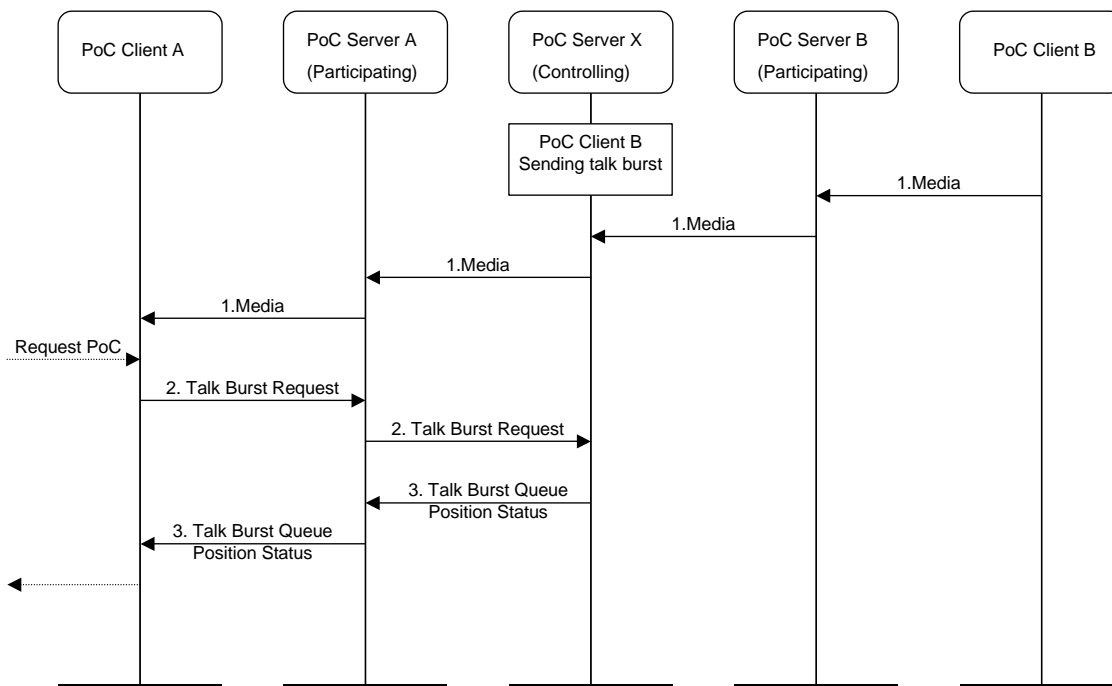 PoC Client A
PoC Server A
(Participating)
PoC Server X
(Controlling)
PoC Server B
(Participating)
PoC Client B
PoC Client B
Sending talk burst
1.Media
1.Media
1.Media
1.Media
Request PoC
2. Talk Burst Request
2. Talk Burst Request
3. Talk Burst Queue
Position Status
3. Talk Burst Queue
Position Status